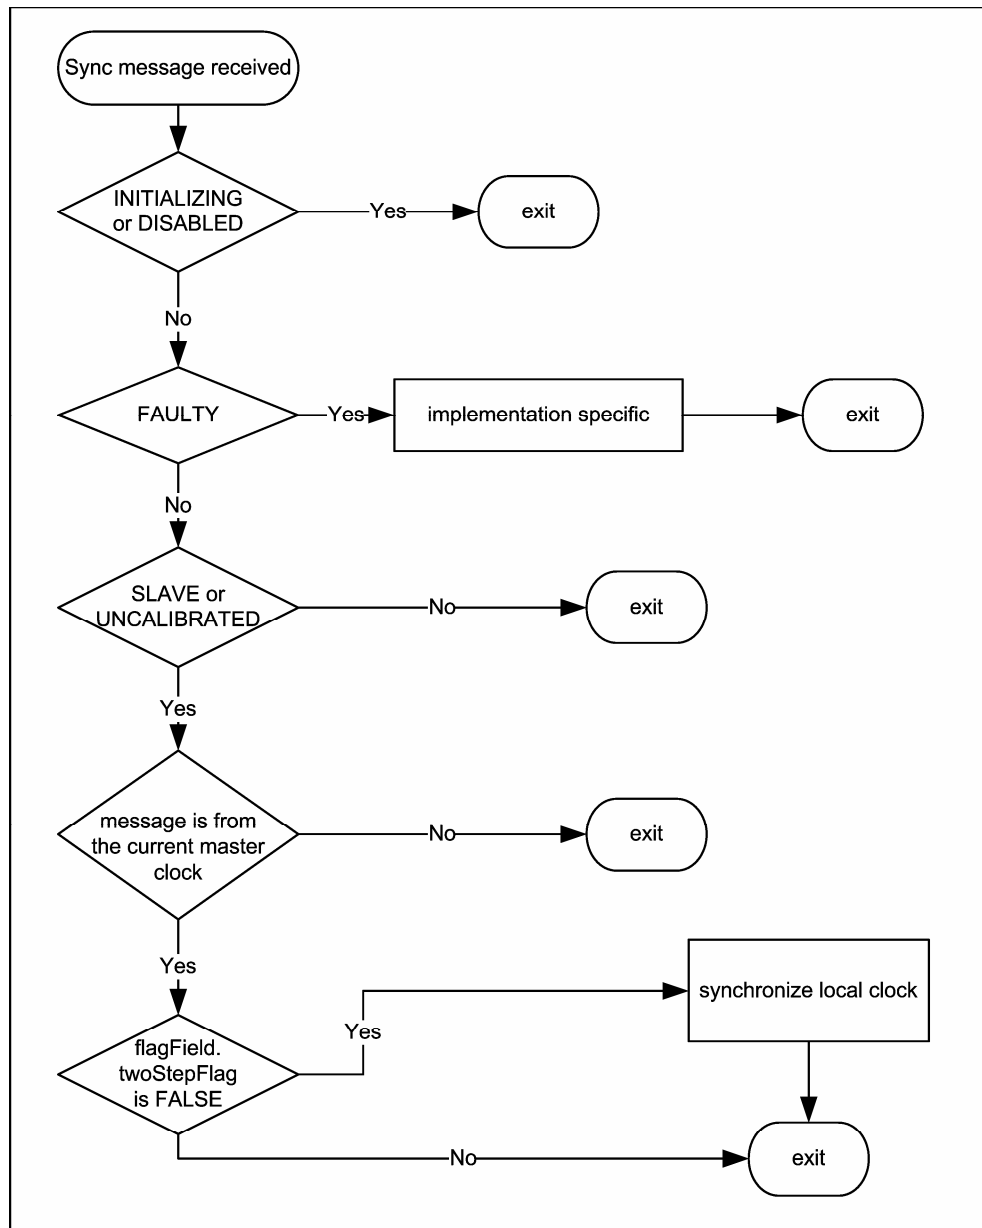 Sync message received
INITIALIZING
or DISABLED
Yes
exit
No
FAULTY
Yes
implementation specific
exit
No
SLAVE or
UNCALIBRATED
No
exit
Yes
message is from
the current master
clock
No
exit
Yes
synchronize local clock
Yes
flagField.
twoStepFlag
is FALSE
No
exit